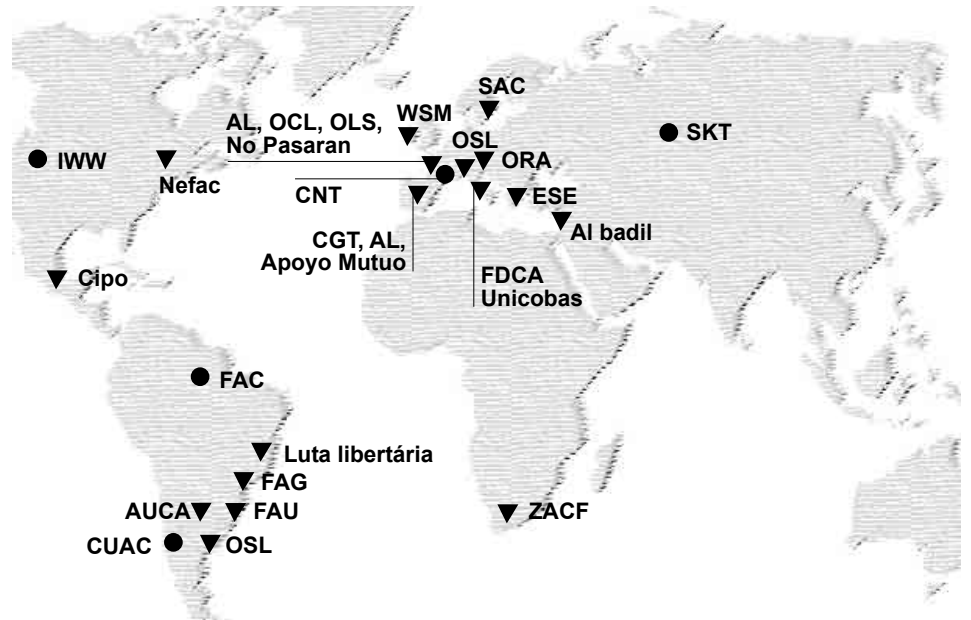 SAC
WSM
AL, OCL, OLS,
No Pasaran
OSL
SKT
IWW
Nefac
ORA
CNT
ESE
Al badil
CGT, AL,
Apoyo Mutuo
FDCA
Unicobas
Cipo
FAC
Luta libertária
FAG
AUCA
FAU
ZACF
CUAC
OSL